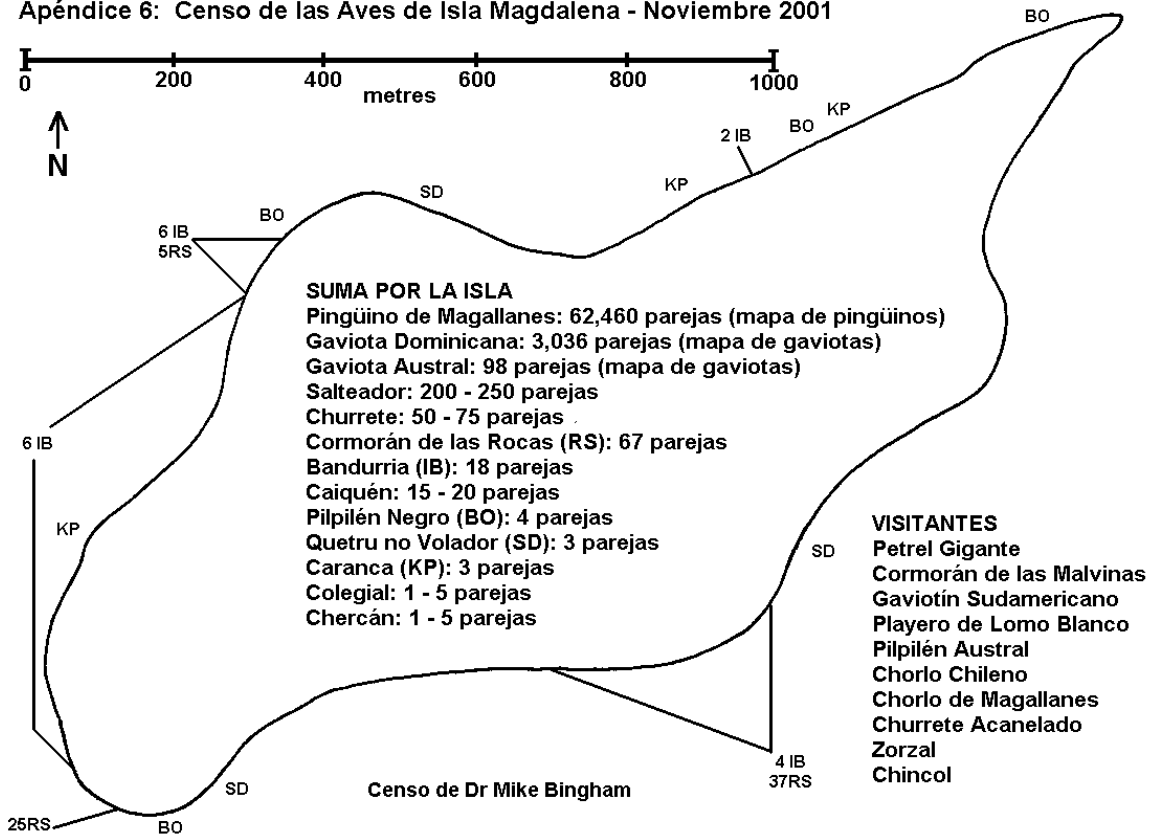 Apéndice 6: Censo de las Aves de Isla Magdalena - Noviembre 2001
BO
0 200 400 600 800 1000
metres
N
KP
BO
2 IB
KP
SD
BO
6 IB
5RS
SUMA POR LA ISLA
Pingüino de Magallanes: 62,460 parejas (mapa de pingüinos)
Gaviota Dominicana: 3,036 parejas (mapa de gaviotas)
Gaviota Austral: 98 parejas (mapa de gaviotas)
Salteador: 200 - 250 parejas
Churrete: 50 - 75 parejas
Cormorán de las Rocas (RS): 67 parejas
Bandurria (IB): 18 parejas
Caiquén: 15 - 20 parejas
Pilpilén Negro (BO): 4 parejas
Quetru no Volador (SD): 3 parejas
Caranca (KP): 3 parejas
Colegial: 1 - 5 parejas
Chercán: 1 - 5 parejas
6 IB
KP
SD
VISITANTES
Petrel Gigante
Cormorán de las Malvinas
Gaviotín Sudamericano
Playero de Lomo Blanco
Pilpilén Austral
Chorlo Chileno
Chorlo de Magallanes
Churrete Acanelado
Zorzal
Chincol
4 IB
37RS
SD
Censo de Dr Mike Bingham
25RS
BO